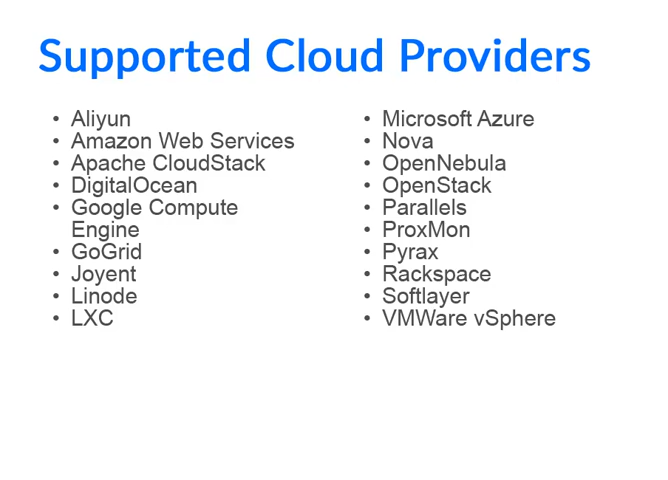 Supported Cloud Providers
• Aliyun
• Amazon Web Services
• Apache CloudStack
• DigitalOcean
• Google Compute
Engine
• GoGrid
• Joyent
• Linode
• LXC
• Microsoft Azure
• Nova
• OpenNebula
• OpenStack
• Parallels
• ProxMon
• Pyrax
• Rackspace
• Softlayer
• VMWare vSphere